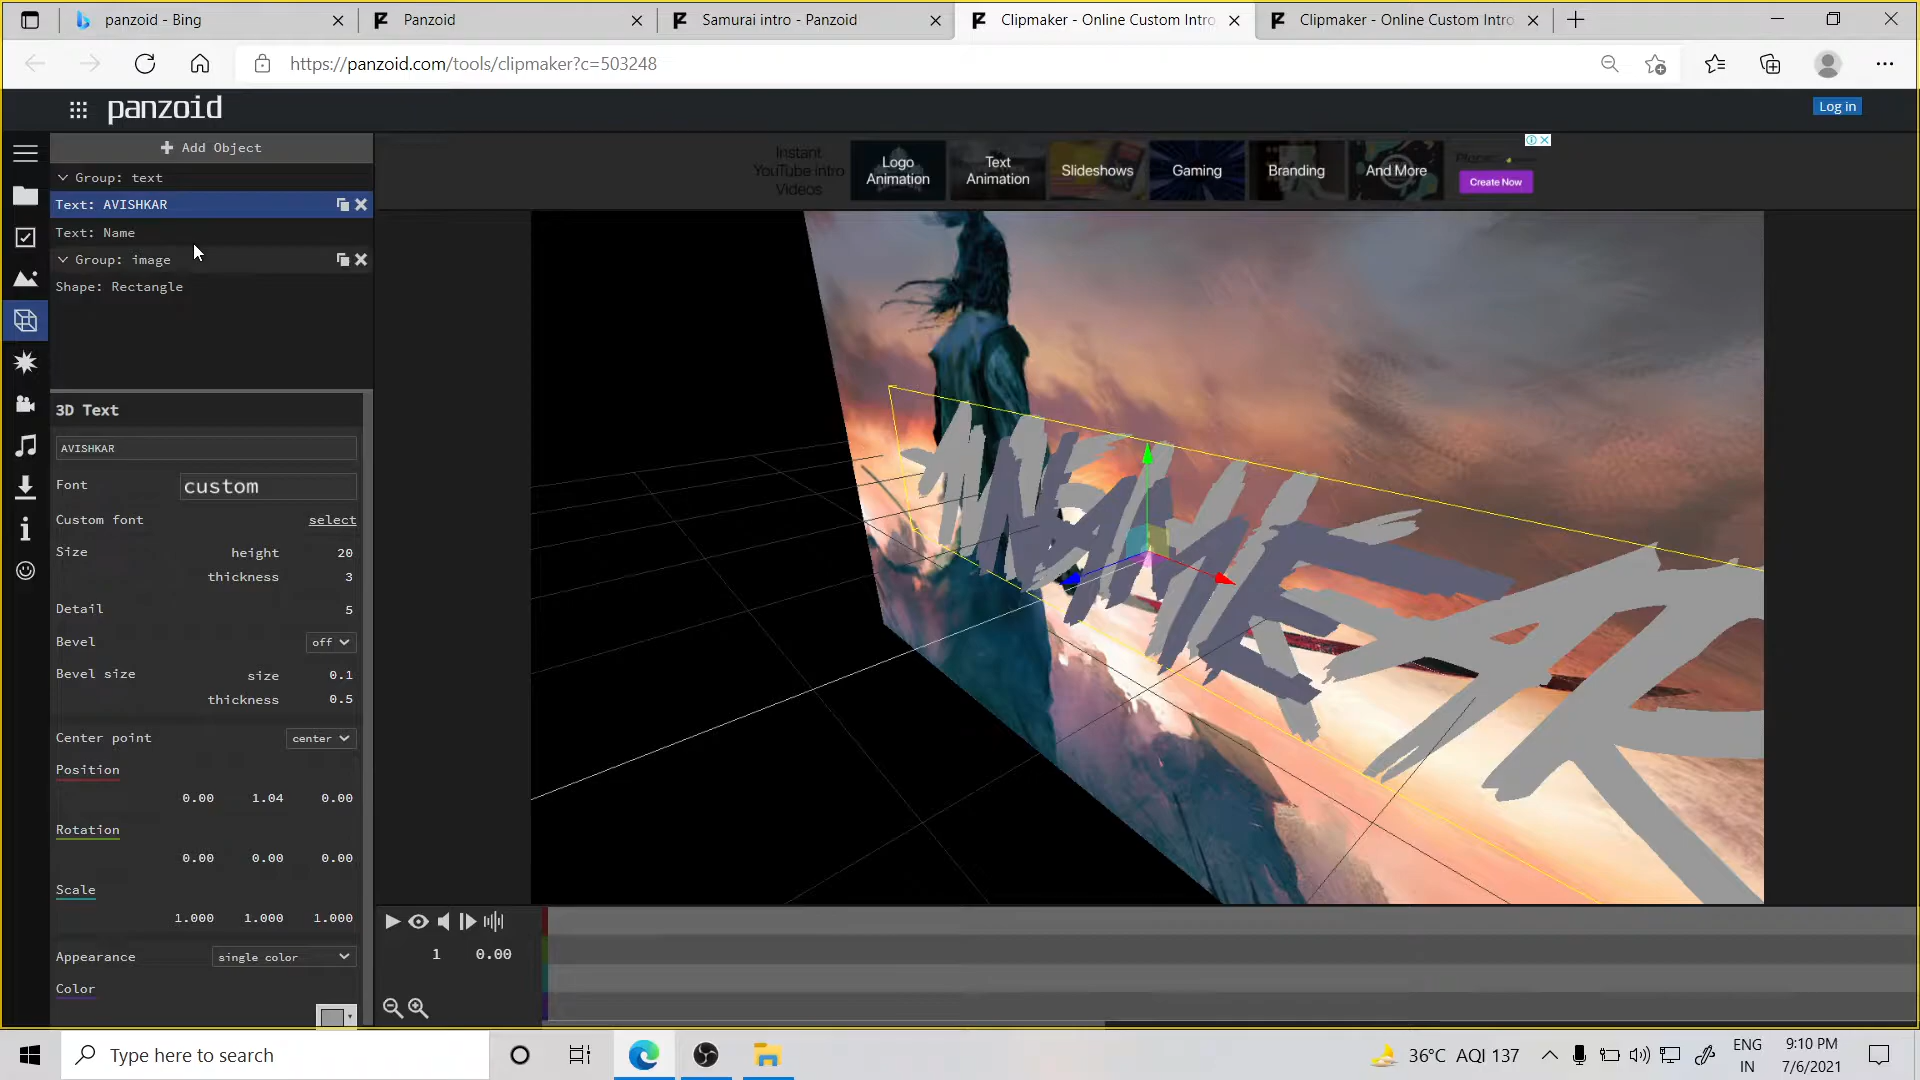 panzoid - Bing
Panzoid
Samurai intro - Panzoid
Clipmaker - Online Custom Intro
Clipmaker - Online Custom Intro
https://panzoid.com/tools/clipmaker?c=503248
panzoid
Log in
Add Object
Group: text
Text: AVISHKAR
Text: Name
Group: image
Shape: Rectangle
Instant
YouTube intro
Videos
Logo
Animation
Text
Animation
Slideshows
Gaming
Branding
And More
Create Now
3D Text
AVISHKAR
Font custom
Custom font select
Size height 20
thickness 3
Detail 5
Bevel off
Bevel size size 0.1
thickness 0.5
Center point center
Position
0.00 1.04 0.00
Rotation
0.00 0.00 0.00
Scale
1.000 1.000 1.000
Appearance single color
Color
NAME
1 0.00
Type here to search
36°C AQI 137
ENG
IN
9:10 PM
7/6/2021